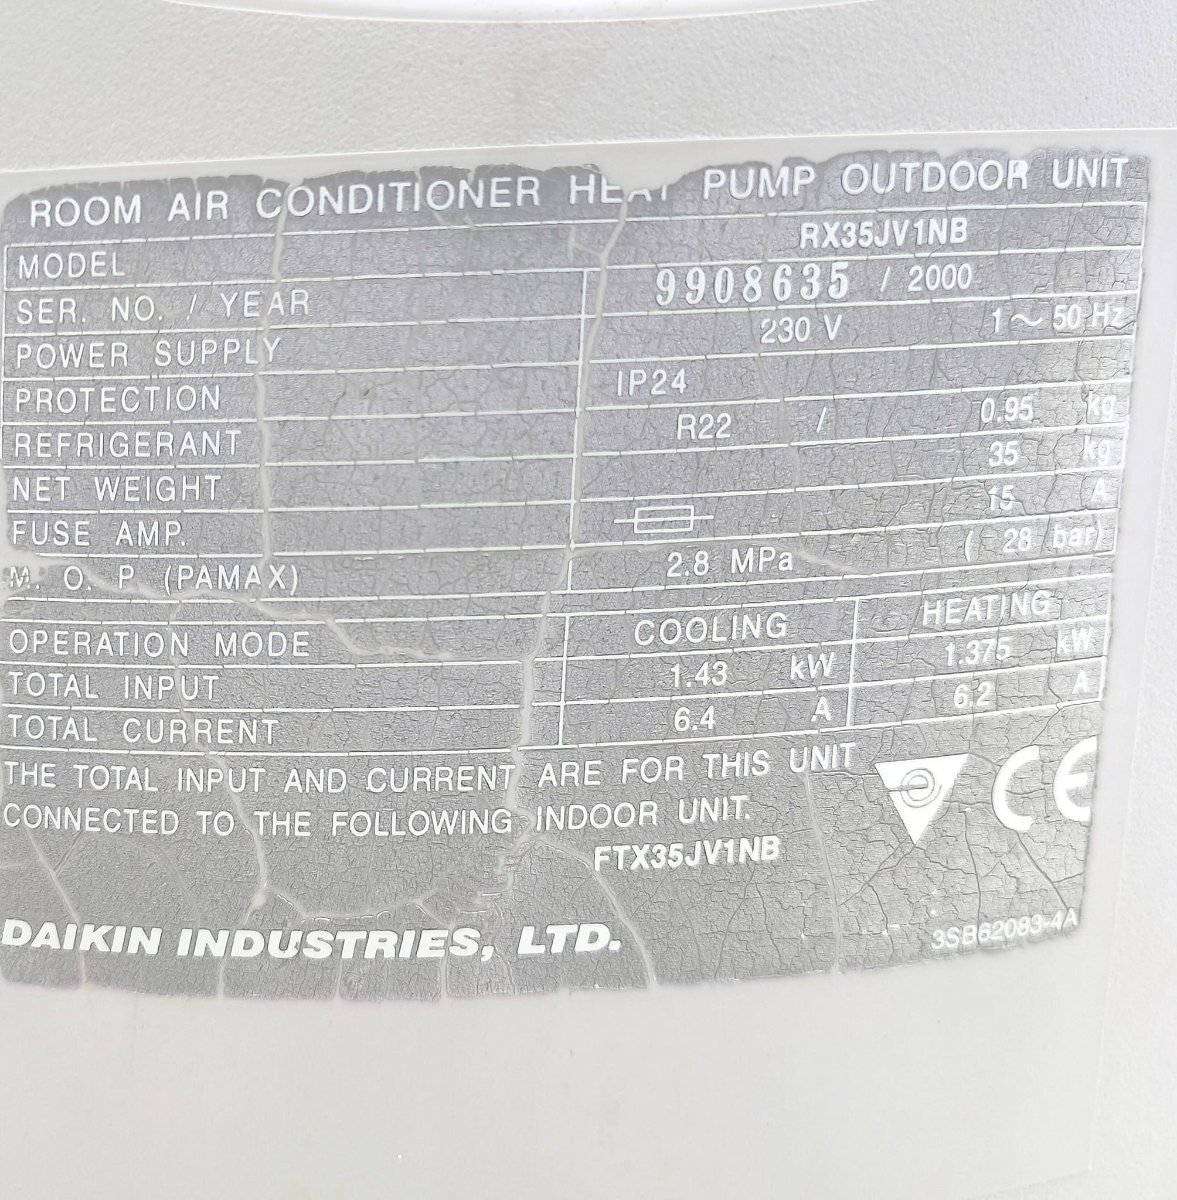 ROOM AIR CONDITIONER HEAT PUMP OUTDOOR UNIT
MODEL RX35JV1NB
SER. NO. / YEAR 9908635 / 2000
POWER SUPPLY 230 V 1~50 Hz
PROTECTION IP24
REFRIGERANT R22 / 0.95 kg
NET WEIGHT 35 kg
FUSE AMP. 15 A
M. O. P (PAMAX) 2.8 MPa ( 28 bar)
OPERATION MODE COOLING HEATING
TOTAL INPUT 1.43 kW 1.375 kW
TOTAL CURRENT 6.4 A 6.2 A
THE TOTAL INPUT AND CURRENT ARE FOR THIS UNIT
CONNECTED TO THE FOLLOWING INDOOR UNIT.
FTX35JV1NB
CE
DAIKIN INDUSTRIES, LTD.
3SB62083-4A